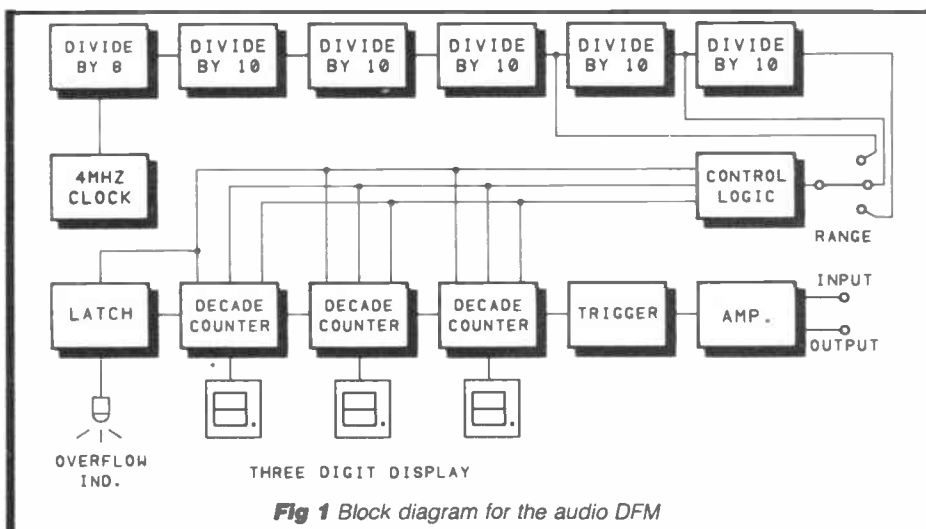 DIVIDE
BY 8
DIVIDE
BY 10
DIVIDE
BY 10
DIVIDE
BY 10
DIVIDE
BY 10
DIVIDE
BY 10
4MHZ
CLOCK
CONTROL
LOGIC
RANGE
LATCH
DECADE
COUNTER
DECADE
COUNTER
DECADE
COUNTER
TRIGGER
AMP.
INPUT
OUTPUT
OVERFLOW
IND.
THREE DIGIT DISPLAY
Fig 1 Block diagram for the audio DFM